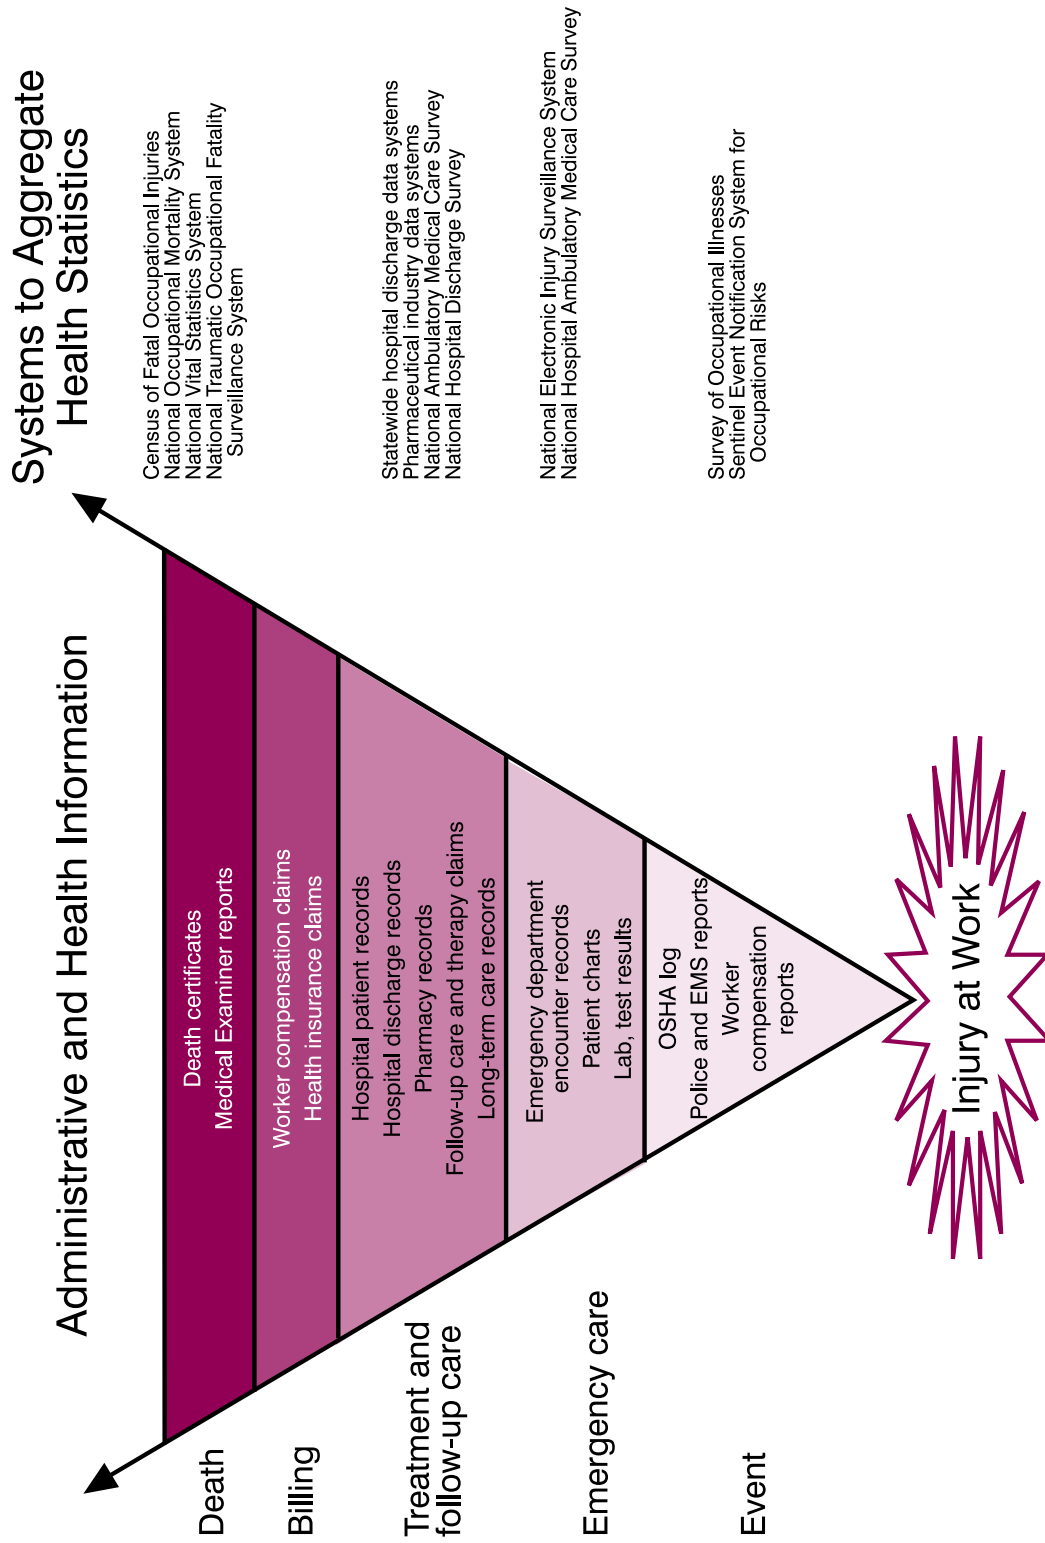 Administrative and Health Information
Systems to Aggregate
Health Statistics
Death
Death certificates
Medical Examiner reports
Census of Fatal Occupational Injuries
National Occupational Mortality System
National Vital Statistics System
National Traumatic Occupational Fatality
Surveillance System
Billing
Worker compensation claims
Health insurance claims
Treatment and
follow-up care
Hospital patient records
Hospital discharge records
Pharmacy records
Follow-up care and therapy claims
Long-term care records
Statewide hospital discharge data systems
Pharmaceutical industry data systems
National Ambulatory Medical Care Survey
National Hospital Discharge Survey
Emergency care
Emergency department
encounter records
Patient charts
Lab, test results
National Electronic Injury Surveillance System
National Hospital Ambulatory Medical Care Survey
Event
OSHA log
Police and EMS reports
Worker
compensation
reports
Survey of Occupational Illnesses
Sentinel Event Notification System for
Occupational Risks
Injury at Work